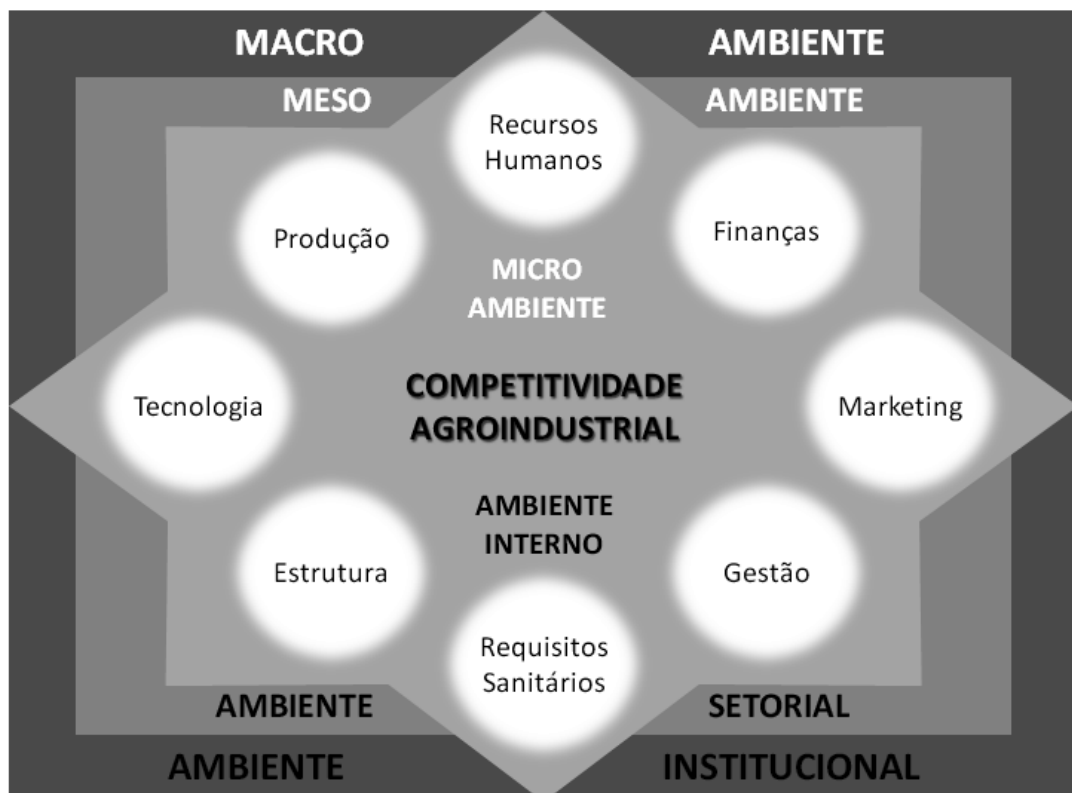 MACRO AMBIENTE
MESO AMBIENTE
Recursos
Humanos
Produção
Finanças
MICRO
AMBIENTE
Tecnologia
COMPETITIVIDADE
AGROINDUSTRIAL
Marketing
AMBIENTE
INTERNO
Estrutura
Gestão
Requisitos
Sanitários
AMBIENTE SETORIAL
AMBIENTE INSTITUCIONAL